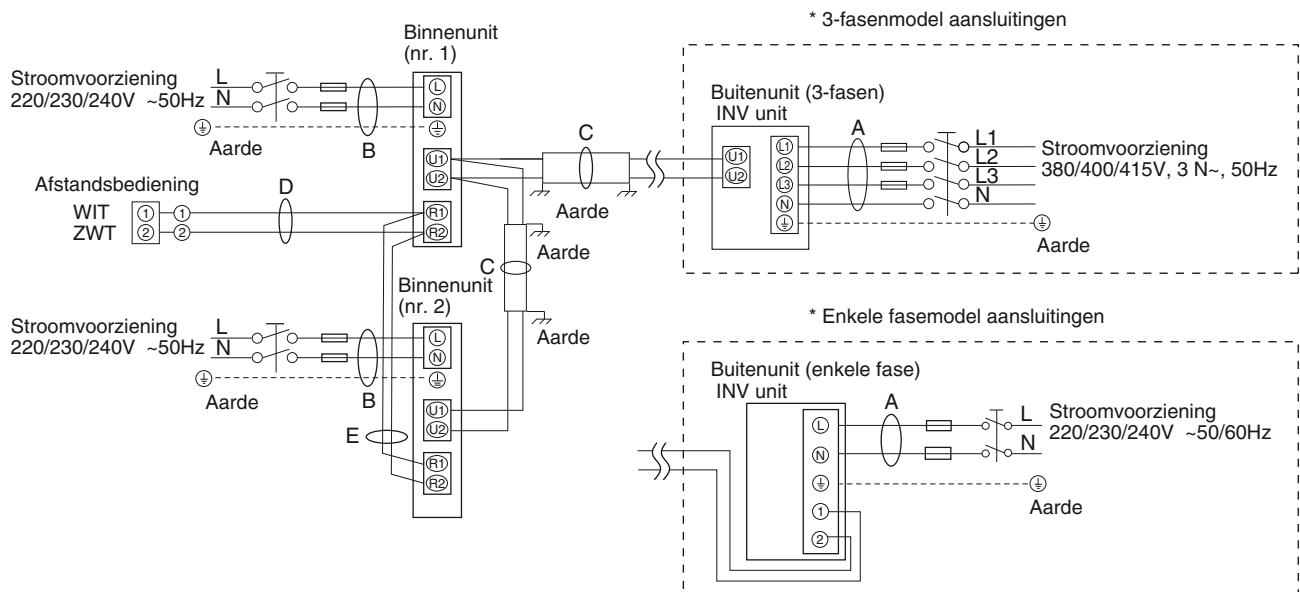 * 3-fasenmodel aansluitingen
Binnenunit
(nr. 1)
Stroomvoorziening
220/230/240V ~50Hz
L
N
Aarde
B
L
N
U1
U2
R1
R2
C
Aarde
Buitenunit (3-fasen)
INV unit
U1
U2
L1
L2
L3
N
A
L1
L2
L3
N
Stroomvoorziening
380/400/415V, 3 N~, 50Hz
Aarde
Afstandsbediening
WIT
ZWT
1
2
1
2
D
Aarde
C
Aarde
Binnenunit
(nr. 2)
Stroomvoorziening
220/230/240V ~50Hz
L
N
Aarde
B
L
N
U1
U2
R1
R2
E
* Enkele fasemodel aansluitingen
Buitenunit (enkele fase)
INV unit
L
N
1
2
A
L
N
Stroomvoorziening
220/230/240V ~50/60Hz
Aarde